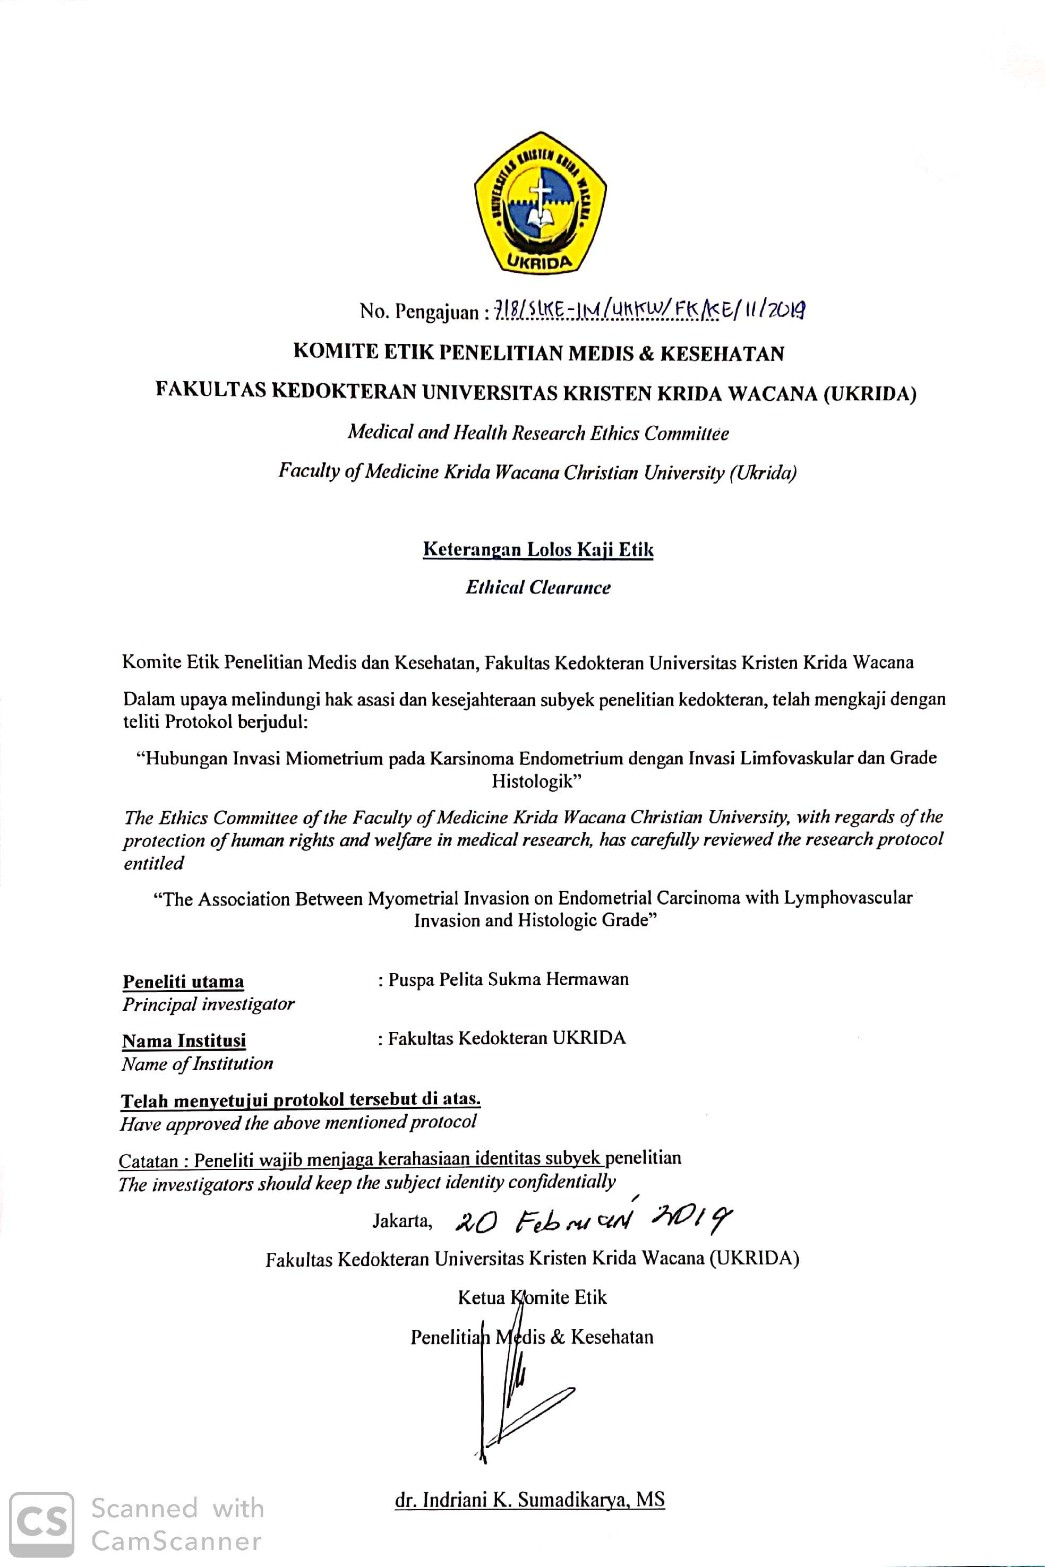 UNIVERSITAS KRISTEN KRIDA WACANA
UKRIDA
No. Pengajuan : 718/SLKE-IM/UKKW/FK/KE/11/2019
KOMITE ETIK PENELITIAN MEDIS & KESEHATAN
FAKULTAS KEDOKTERAN UNIVERSITAS KRISTEN KRIDA WACANA (UKRIDA)
Medical and Health Research Ethics Committee
Faculty of Medicine Krida Wacana Christian University (Ukrida)
Keterangan Lolos Kaji Etik
Ethical Clearance
Komite Etik Penelitian Medis dan Kesehatan, Fakultas Kedokteran Universitas Kristen Krida Wacana
Dalam upaya melindungi hak asasi dan kesejahteraan subyek penelitian kedokteran, telah mengkaji dengan
teliti Protokol berjudul:
“Hubungan Invasi Miometrium pada Karsinoma Endometrium dengan Invasi Limfovaskular dan Grade
Histologik”
The Ethics Committee of the Faculty of Medicine Krida Wacana Christian University, with regards of the
protection of human rights and welfare in medical research, has carefully reviewed the research protocol
entitled
“The Association Between Myometrial Invasion on Endometrial Carcinoma with Lymphovascular
Invasion and Histologic Grade”
Peneliti utama : Puspa Pelita Sukma Hermawan
Principal investigator
Nama Institusi : Fakultas Kedokteran UKRIDA
Name of Institution
Telah menyetujui protokol tersebut di atas.
Have approved the above mentioned protocol
Catatan : Peneliti wajib menjaga kerahasiaan identitas subyek penelitian
The investigators should keep the subject identity confidentially
Jakarta, 20 Februari 2019
Fakultas Kedokteran Universitas Kristen Krida Wacana (UKRIDA)
Ketua Komite Etik
Penelitian Medis & Kesehatan
dr. Indriani K. Sumadikarya, MS
CS Scanned with
CamScanner